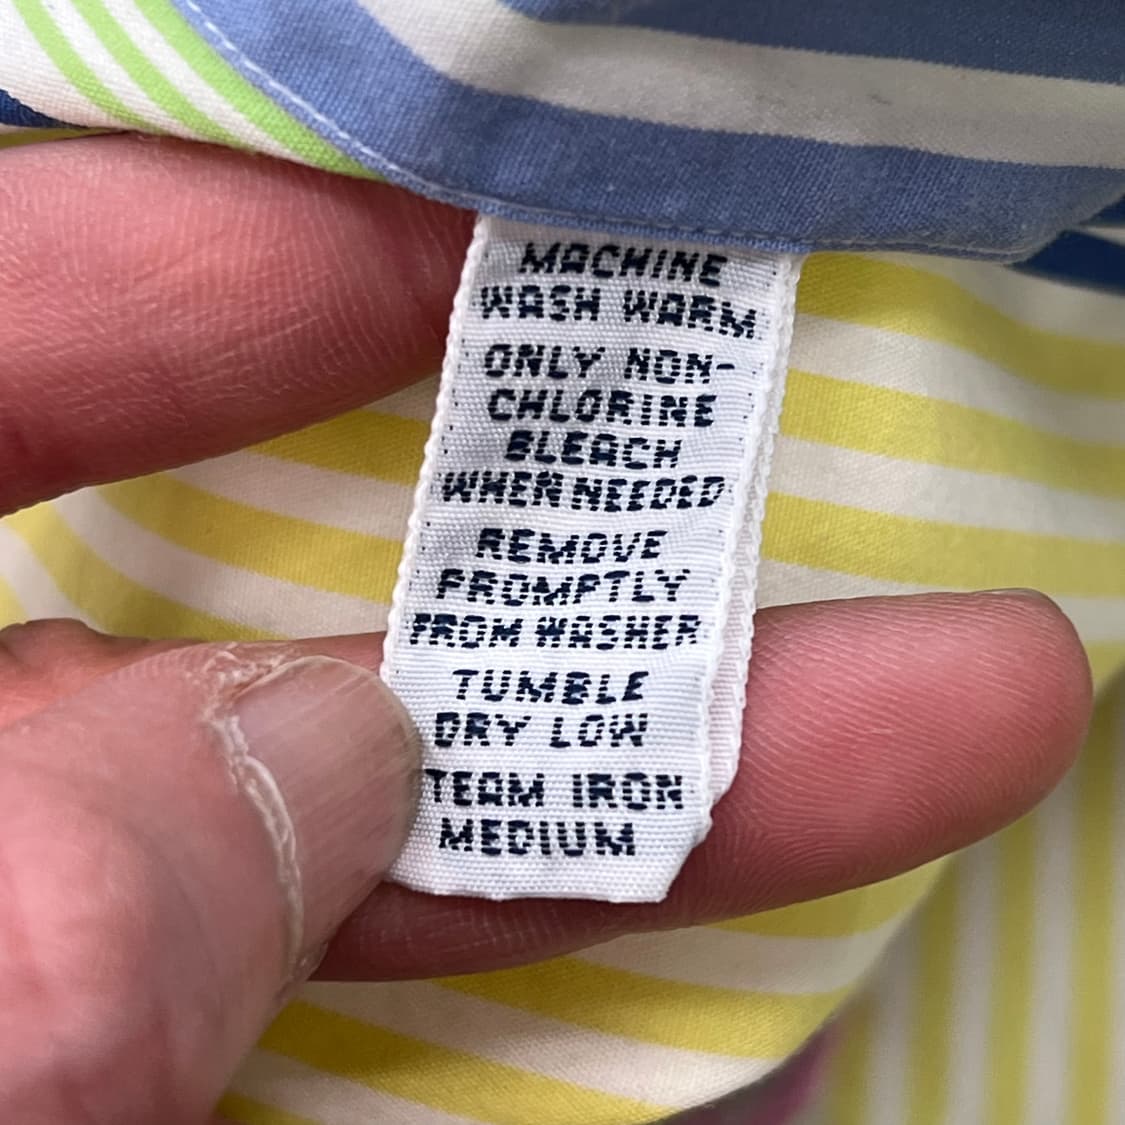 MACHINE
WASH WARM
ONLY NON-
CHLORINE
BLEACH
WHEN NEEDED
REMOVE
PROMPTLY
FROM WASHER
TUMBLE
DRY LOW
TEAM IRON
MEDIUM